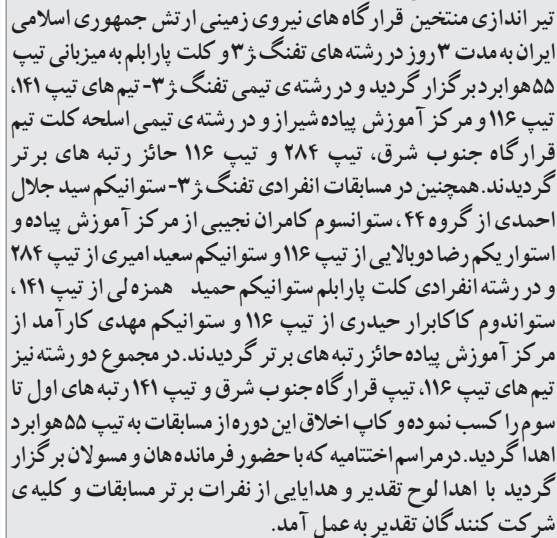 تیر اندازی منتخین قرارگاه های نیروی زمینی ارتش جمهوری اسلامی
ایران به مدت ۳ روز در رشته های تفنگ ژ۳ و کلت پارابلم به میزبانی تیپ
۵۵ هوابرد برگزار گردید و در رشته ی تیمی تفنگ ژ۳- تیم های تیپ ۱۴۱،
تیپ ۱۱۶ و مرکز آموزش پیاده شیراز و در رشته ی تیمی اسلحه کلت تیم
قرارگاه جنوب شرق، تیپ ۲۸۴ و تیپ ۱۱۶ حائز رتبه های برتر
گردیدند. همچنین در مسابقات انفرادی تفنگ ژ۳- ستوانیکم سید جلال
احمدی از گروه ۴۴، ستوانسوم کامران نجیبی از مرکز آموزش پیاده و
استوار یکم رضا دوبالایی از تیپ ۱۱۶ و ستوانیکم سعید امیری از تیپ ۲۸۴
و در رشته انفرادی کلت پارابلم ستوانیکم حمید همزه لی از تیپ ۱۴۱،
ستواندوم کاکابرار حیدری از تیپ ۱۱۶ و ستوانیکم مهدی کارآمد از
مرکز آموزش پیاده حائز رتبه های برتر گردیدند. در مجموع دو رشته نیز
تیم های تیپ ۱۱۶، تیپ قرارگاه جنوب شرق و تیپ ۱۴۱ رتبه های اول تا
سوم را کسب نموده و کاپ اخلاق این دوره از مسابقات به تیپ ۵۵ هوابرد
اهدا گردید. در مراسم اختتامیه که با حضور فرمانده هان و مسولان برگزار
گردید با اهدا لوح تقدیر و هدایایی از نفرات برتر مسابقات و کلیه ی
شرکت کنندگان تقدیر به عمل آمد.